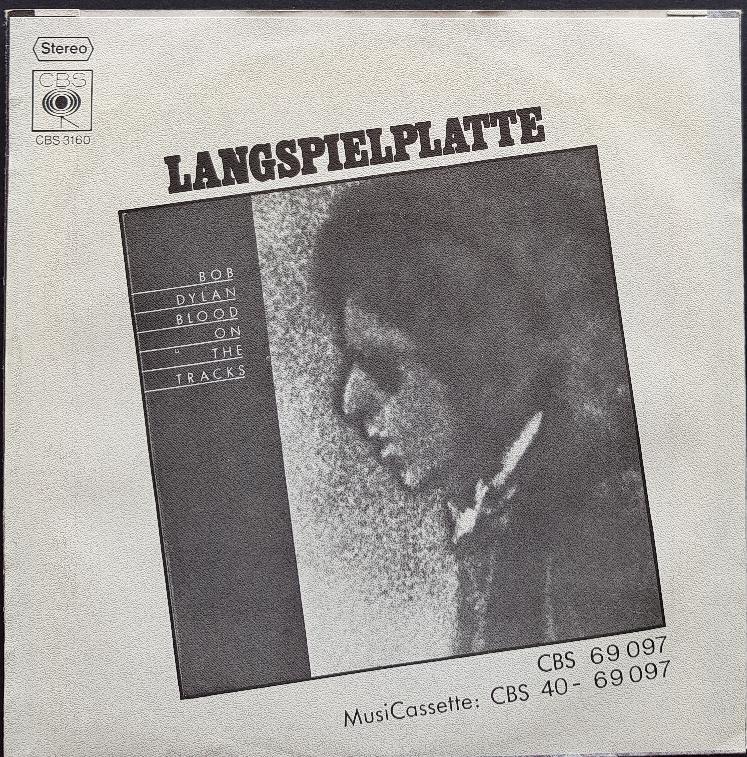 Stereo
CBS
CBS 3160
LANGSPIELPLATTE
BOB
DYLAN
BLOOD
ON
THE
TRACKS
CBS 69 097
MusiCassette: CBS 40 - 69 097